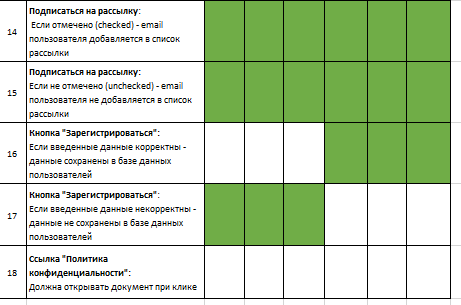 14
Подписаться на рассылку:
Если отмечено (checked) - email
пользователя добавляется в список
рассылки
15
Подписаться на рассылку:
Если не отмечено (unchecked) - email
пользователя не добавляется в список
рассылки
16
Кнопка "Зарегистрироваться":
Если введенные данные корректны -
данные сохранены в базе данных
пользователей
17
Кнопка "Зарегистрироваться":
Если введенные данные некорректны -
данные не сохранены в базе данных
пользователей
18
Ссылка "Политика
конфиденциальности":
Должна открывать документ при клике